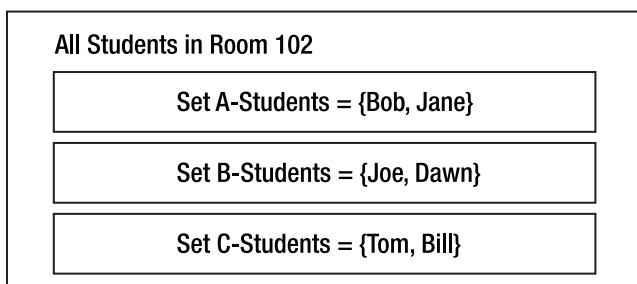 All Students in Room 102
Set A-Students = {Bob, Jane}
Set B-Students = {Joe, Dawn}
Set C-Students = {Tom, Bill}